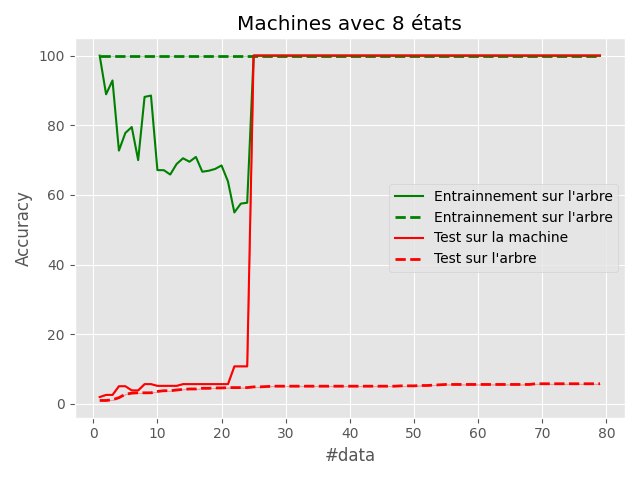 Machines avec 8 états
Accuracy
100
80
60
40
20
0
Entrainnement sur l'arbre
Entrainnement sur l'arbre
Test sur la machine
Test sur l'arbre
0 10 20 30 40 50 60 70 80
#data